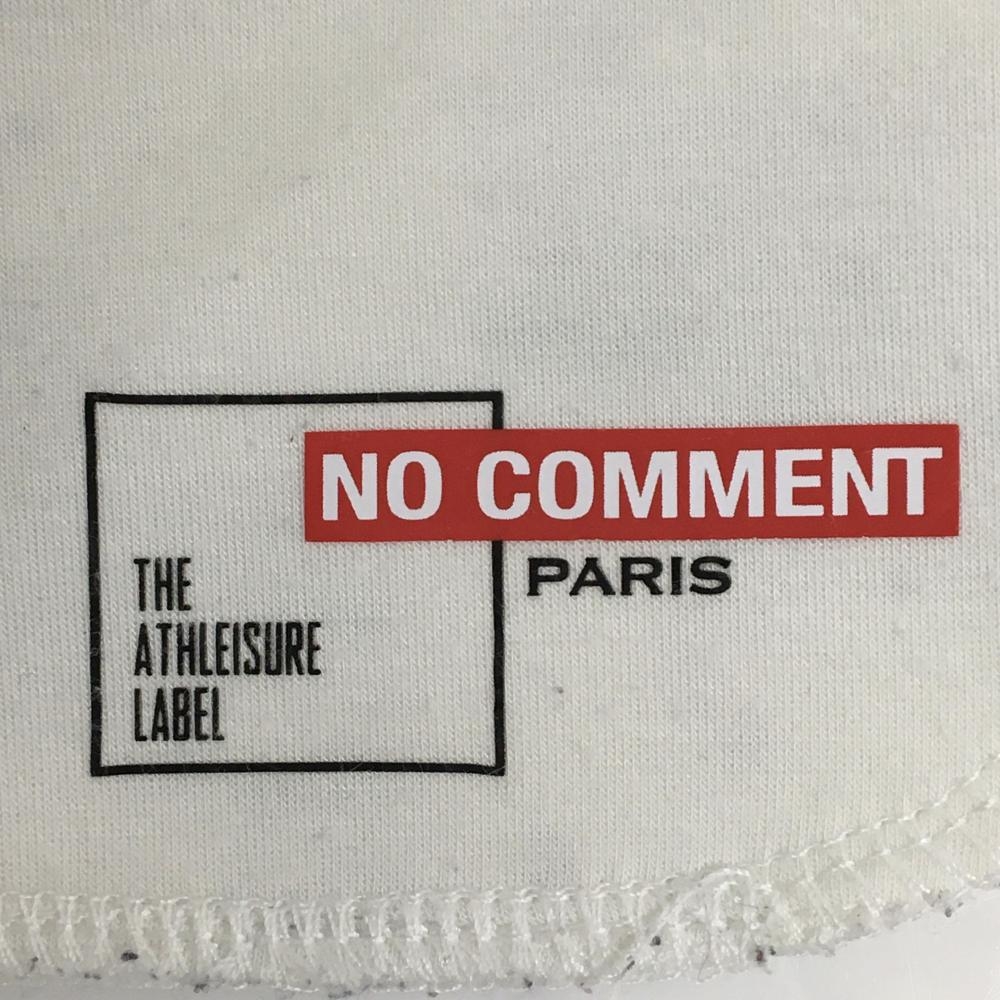 NO COMMENT
PARIS
THE
ATHLEISURE
LABEL